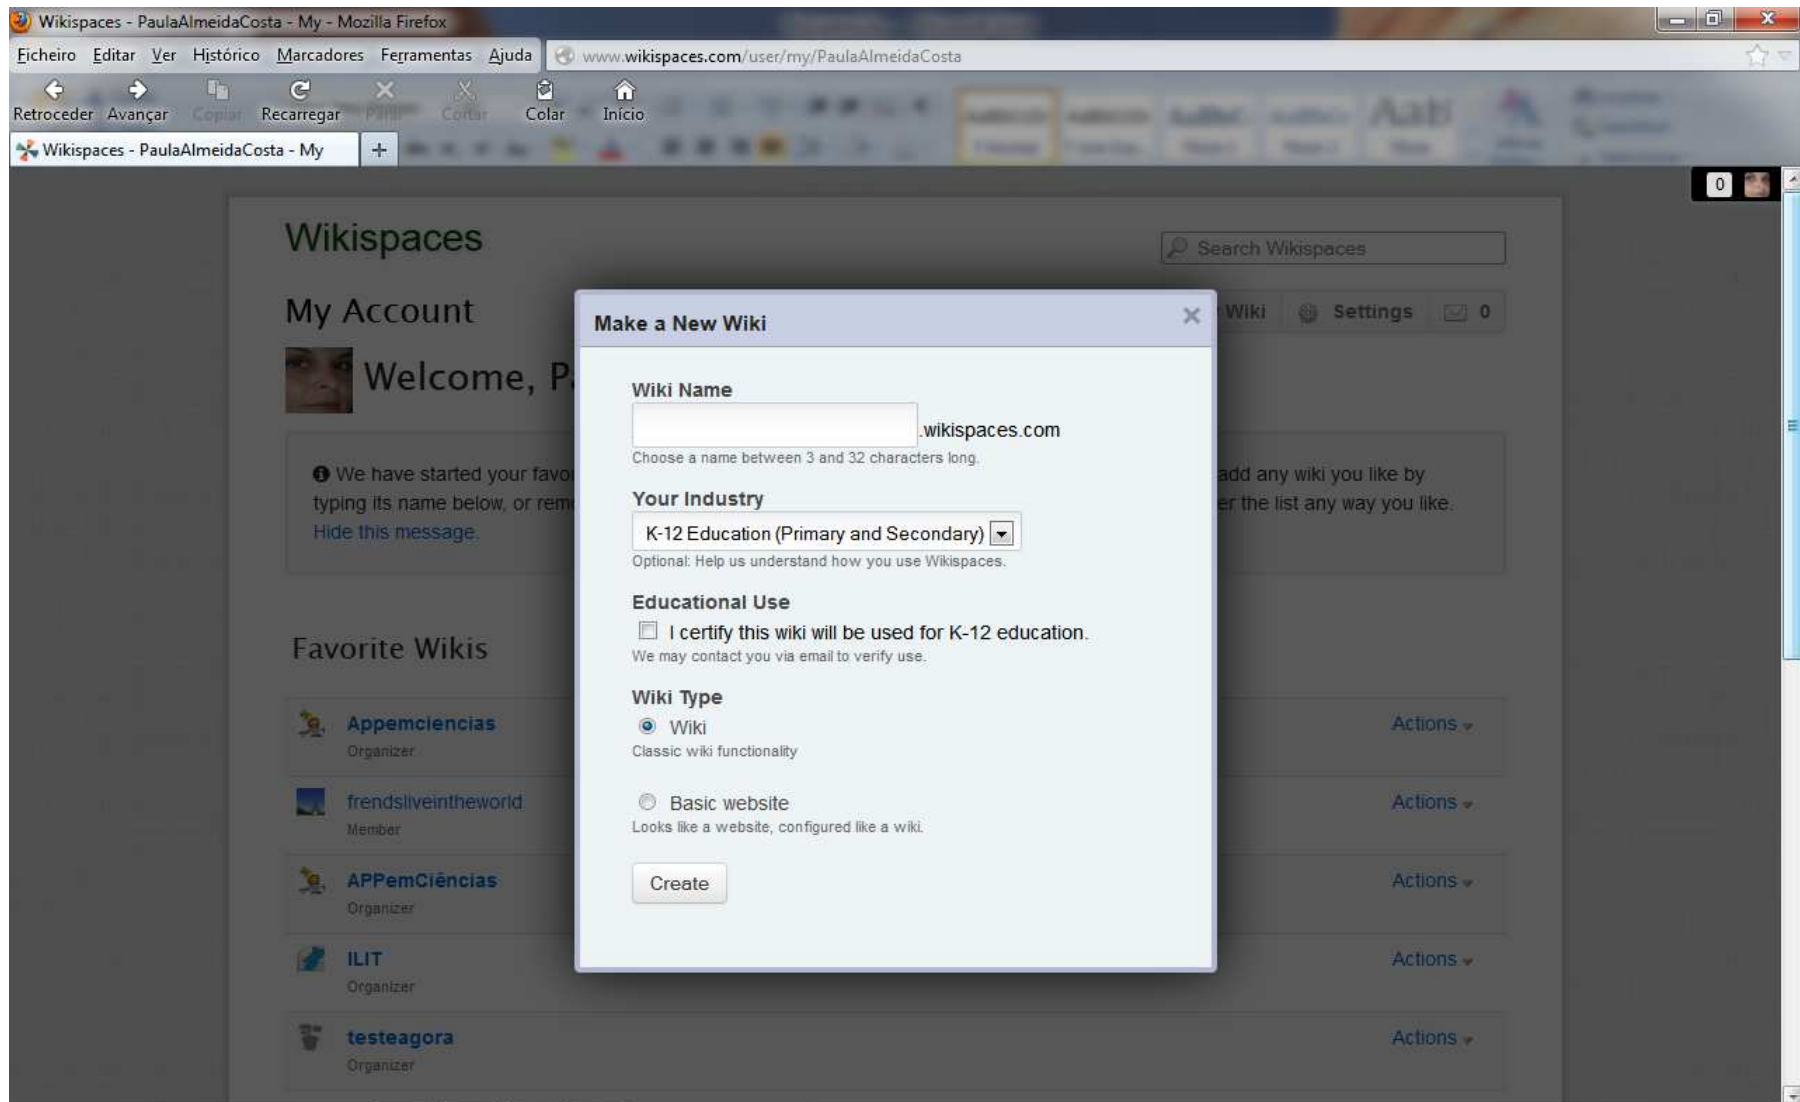 Wikispaces - PaulaAlmeidaCosta - My - Mozilla Firefox
Ficheiro Editar Ver Histórico Marcadores Ferramentas Ajuda www.wikispaces.com/user/my/PaulaAlmeidaCosta
Retroceder Avançar Copiar Recarregar Parar Cortar Colar Início
Wikispaces - PaulaAlmeidaCosta - My +
0
Wikispaces
Search Wikispaces
My Account
Wiki Settings 0
Welcome, P
Make a New Wiki
Wiki Name
.wikispaces.com
Choose a name between 3 and 32 characters long.
Your Industry
K-12 Education (Primary and Secondary)
Optional: Help us understand how you use Wikispaces.
Educational Use
I certify this wiki will be used for K-12 education.
We may contact you via email to verify use.
Wiki Type
Wiki
Classic wiki functionality
Basic website
Looks like a website, configured like a wiki.
Create
We have started your favo add any wiki you like by
typing its name below, or rem er the list any way you like.
Hide this message.
Favorite Wikis
Appemciencias Actions
Organizer
frendsliveintheworld Actions
Member
APPemCiências Actions
Organizer
ILIT Actions
Organizer
testeagora Actions
Organizer